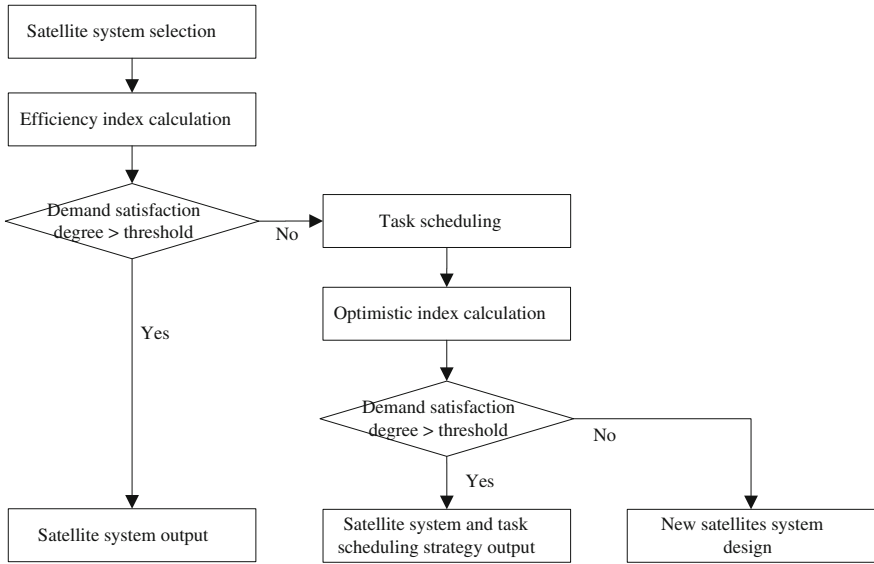 Satellite system selection
Efficiency index calculation
Demand satisfaction
degree > threshold
No
Task scheduling
Optimistic index calculation
Yes
Demand satisfaction
degree > threshold
No
Yes
Satellite system output
Satellite system and task
scheduling strategy output
New satellites system
design